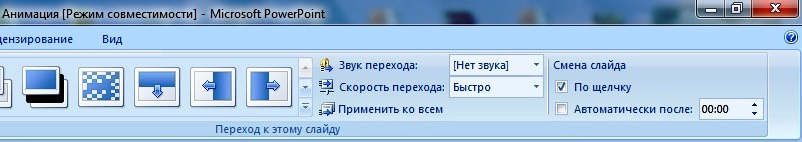 Анимация [Режим совместимости] - Microsoft PowerPoint
цензирование Вид
Звук перехода: [Нет звука] Смена слайда
Скорость перехода: Быстро По щелчку
Применить ко всем Автоматически после: 00:00
Переход к этому слайду